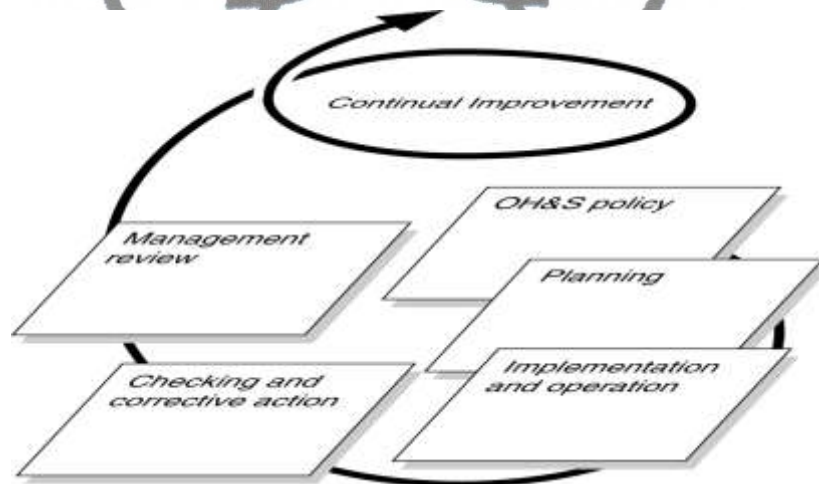 Continual Improvement
OH&S policy
Management
review
Planning
Implementation
and operation
Checking and
corrective action